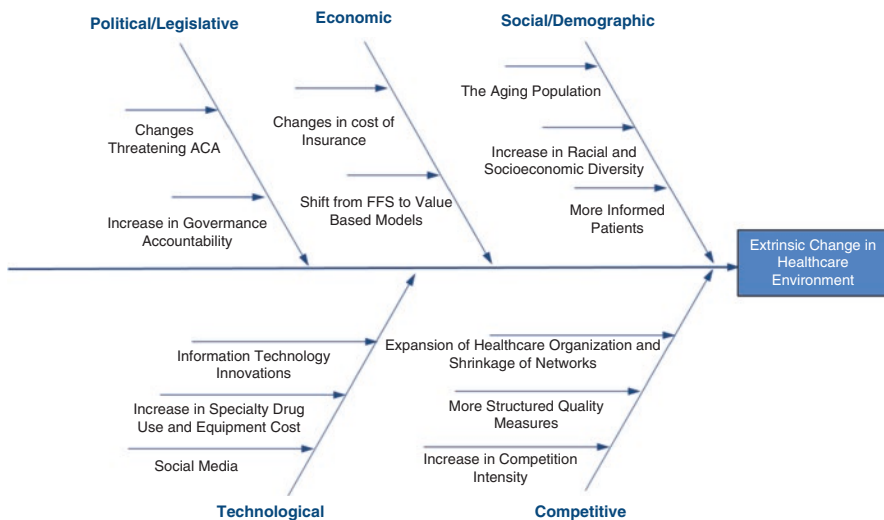 Political/Legislative
Economic
Social/Demographic
Changes
Threatening ACA
Increase in Govermance
Accountability
Changes in cost of
Insurance
Shift from FFS to Value
Based Models
The Aging Population
Increase in Racial and
Socioeconomic Diversity
More Informed
Patients
Extrinsic Change in
Healthcare
Environment
Information Technology
Innovations
Increase in Specialty Drug
Use and Equipment Cost
Social Media
Expansion of Healthcare Organization and
Shrinkage of Networks
More Structured Quality
Measures
Increase in Competition
Intensity
Technological
Competitive